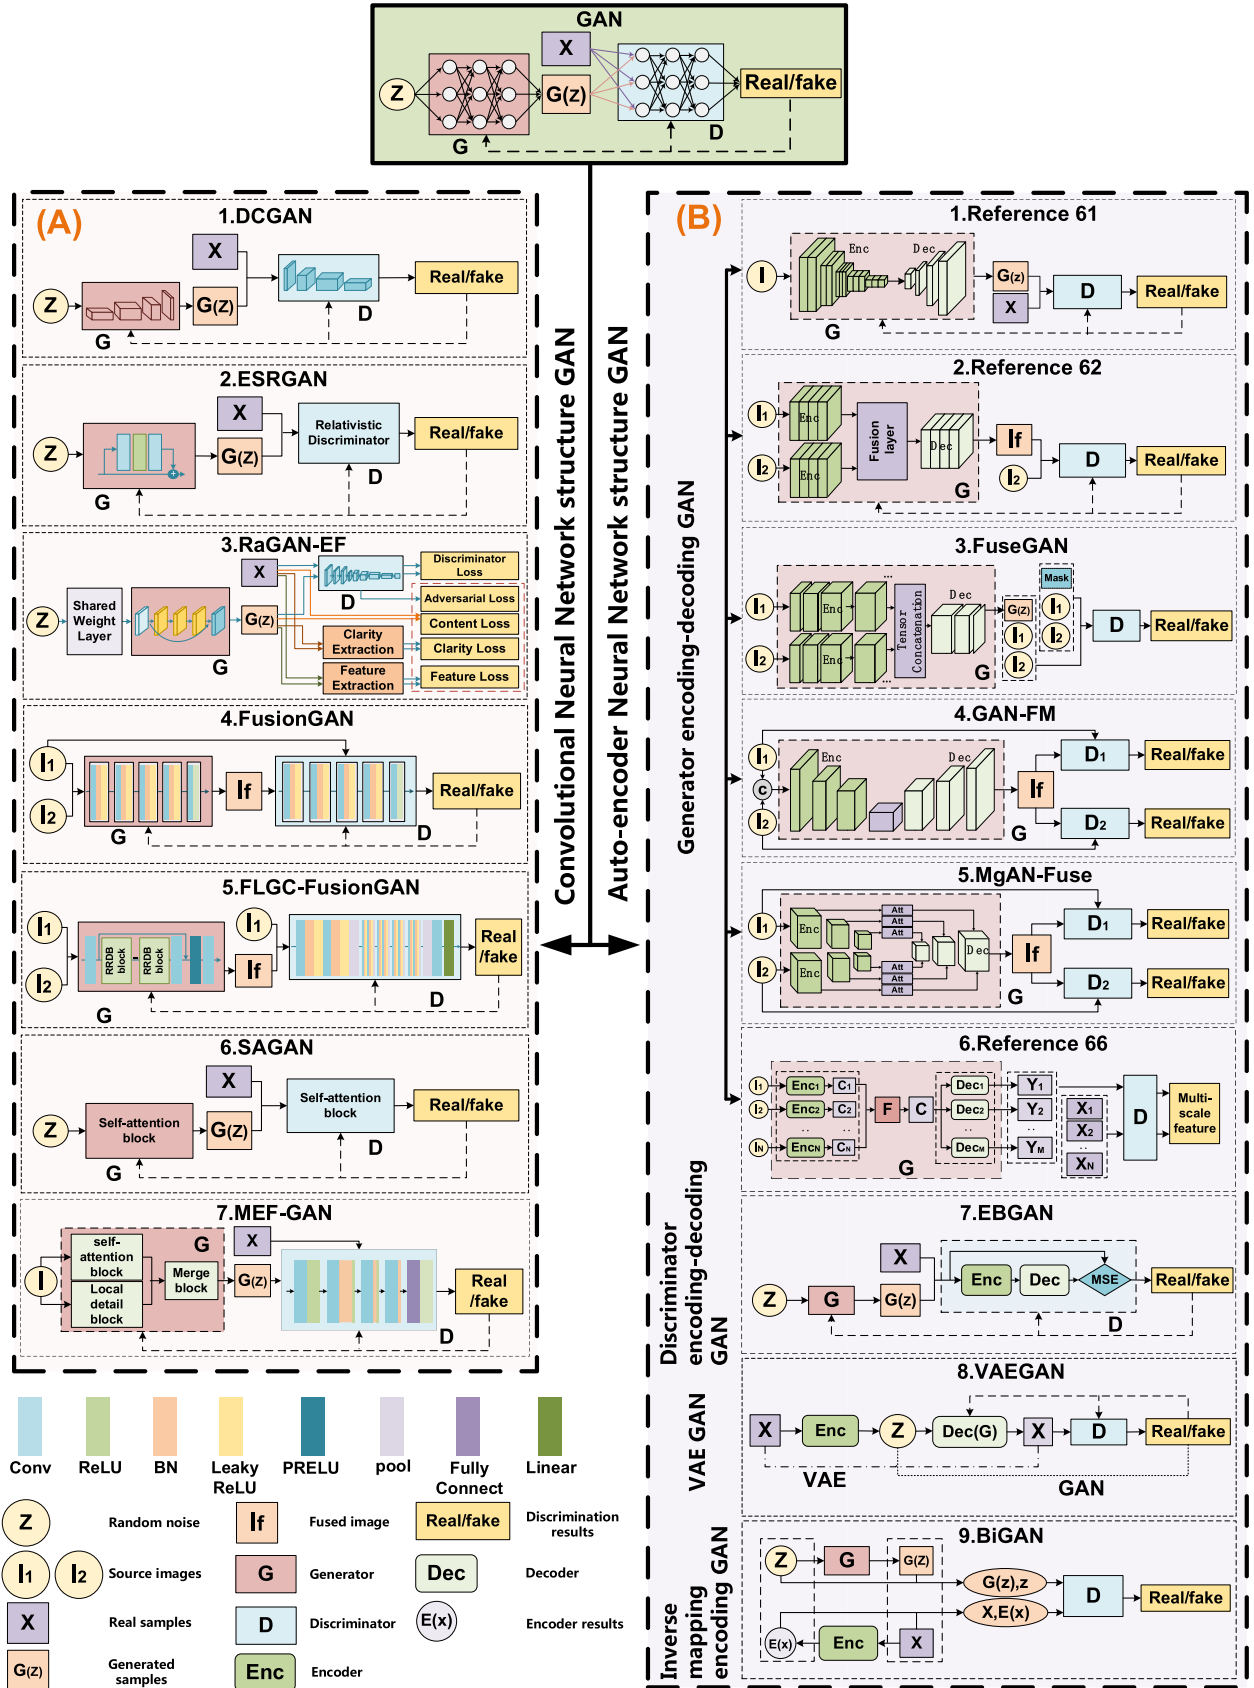 GAN
X
Z
G(z)
Real/fake
G
D
Convolutional Neural Network structure GAN
Auto-encoder Neural Network structure GAN
(A)
1.DCGAN
X
Z
G(Z)
Real/fake
G
D
2.ESRGAN
X
Z
G(Z)
Relativistic
Discriminator
Real/fake
G
D
3.RaGAN-EF
X
Z
Shared
Weight
Layer
G
G(Z)
D
Discriminator
Loss
Adversarial Loss
Content Loss
Clarity
Extraction
Clarity Loss
Feature
Extraction
Feature Loss
4.FusionGAN
I1
I2
If
Real/fake
G
D
5.FLGC-FusionGAN
I1
I2
RRDB
block
RRDB
block
I1
If
Real
/fake
G
D
6.SAGAN
X
Z
Self-attention
block
G(Z)
Self-attention
block
Real/fake
G
D
7.MEF-GAN
I
self-
attention
block
Local
detail
block
Merge
block
G
X
G(Z)
Real
/fake
D
(B)
Generator encoding-decoding GAN
1.Reference 61
I
Enc
Dec
G
G(z)
X
D
Real/fake
2.Reference 62
I1
I2
Enc
Enc
Fusion
layer
Dec
G
If
I2
D
Real/fake
3.FuseGAN
I1
I2
Enc
Enc
...
...
Tensor
Concatenation
Dec
G
G(Z)
I1
I2
Mask
I1
I2
D
Real/fake
4.GAN-FM
I1
C
I2
Enc
Dec
G
If
D1
D2
Real/fake
Real/fake
5.MgAN-Fuse
I1
I2
Enc
Enc
Att
Att
Att
Att
Att
Att
Dec
G
If
D1
D2
Real/fake
Real/fake
6.Reference 66
I1
I2
IN
Enc1
Enc2
..
EncN
C1
C2
..
CN
F
C
G
Dec1
Dec2
..
DecM
Y1
Y2
..
YM
X1
X2
..
XN
D
Multi-
scale
feature
Discriminator
encoding-decoding
GAN
7.EBGAN
X
Z
G
G(z)
Enc
Dec
MSE
D
Real/fake
VAE GAN
8.VAEGAN
X
Enc
Z
Dec(G)
X
D
Real/fake
VAE
GAN
Inverse
mapping
encoding GAN
9.BiGAN
Z
G
G(Z)
G(z),z
X,E(x)
D
Real/fake
E(x)
Enc
X
Conv
ReLU
BN
Leaky
ReLU
PRELU
pool
Fully
Connect
Linear
Z
Random noise
If
Fused image
Real/fake
Discrimination
results
I1
I2
Source images
G
Generator
Dec
Decoder
X
Real samples
D
Discriminator
E(x)
Encoder results
G(Z)
Generated
samples
Enc
Encoder